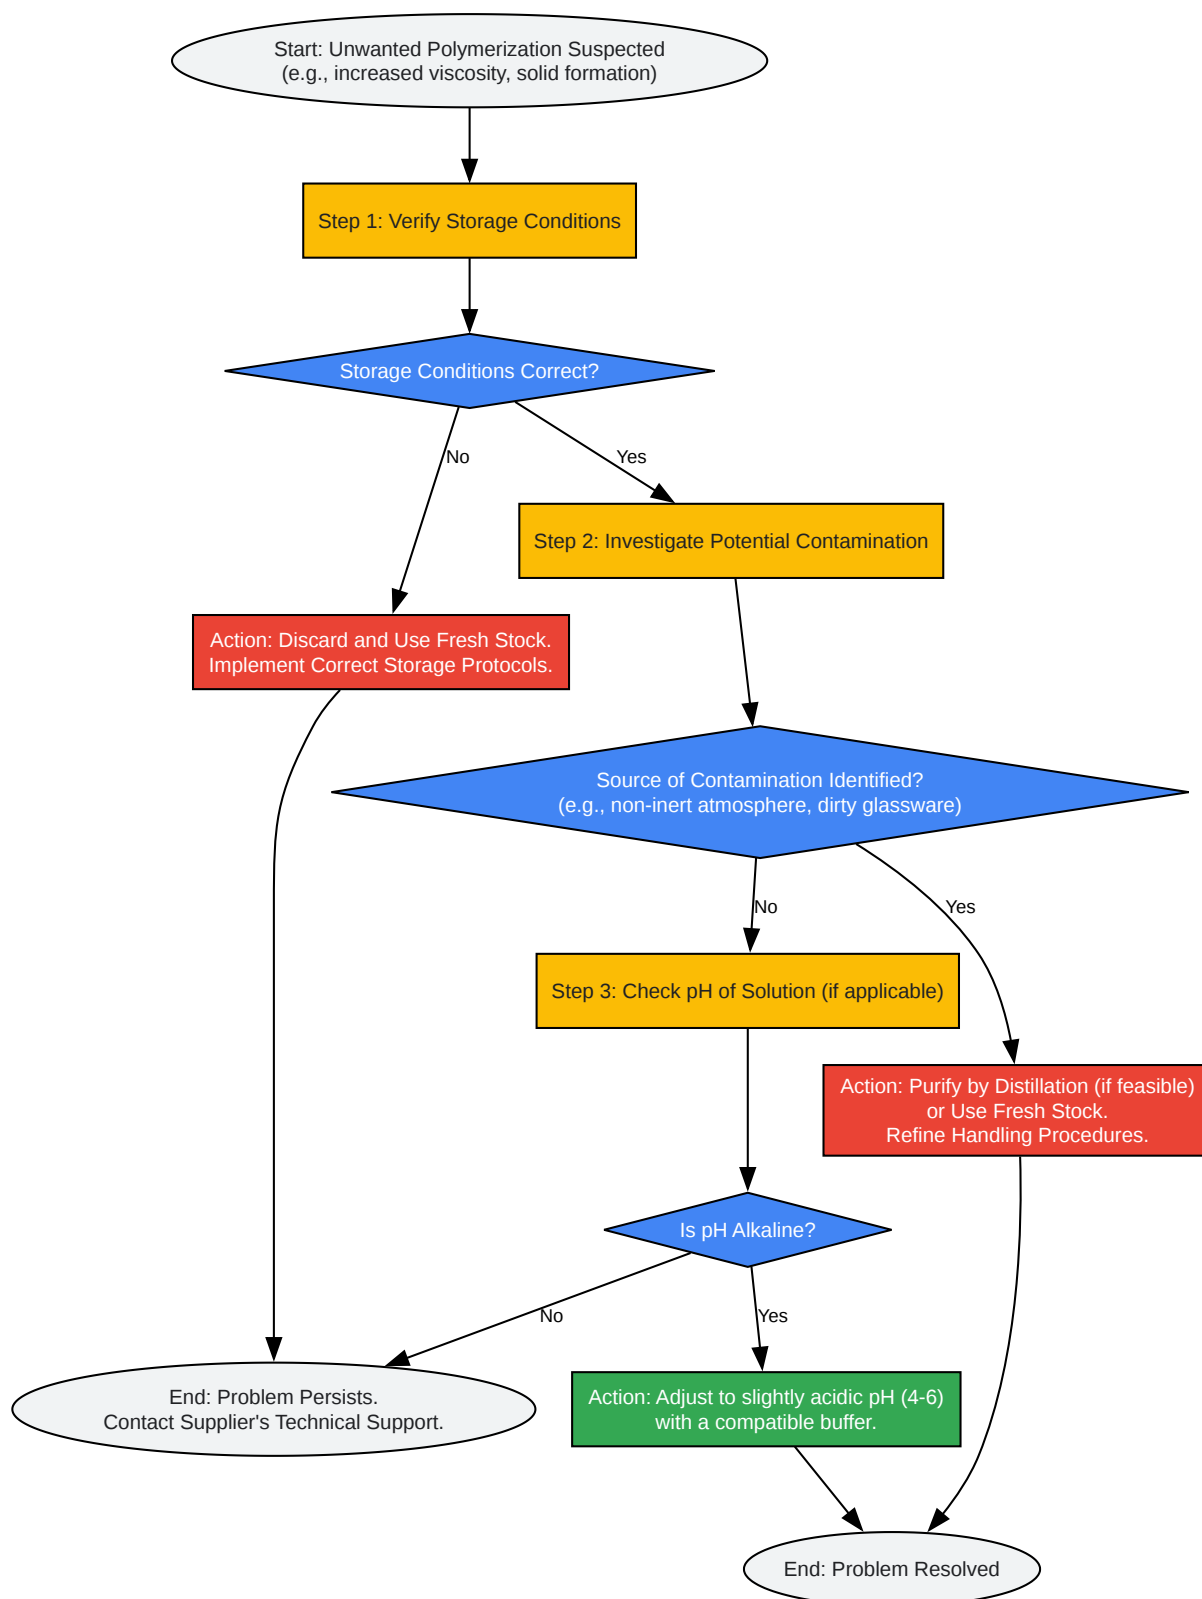 Start: Unwanted Polymerization Suspected
(e.g., increased viscosity, solid formation)
Step 1: Verify Storage Conditions
Storage Conditions Correct?
No
Yes
Step 2: Investigate Potential Contamination
Action: Discard and Use Fresh Stock.
Implement Correct Storage Protocols.
Source of Contamination Identified?
(e.g., non-inert atmosphere, dirty glassware)
No
Yes
Step 3: Check pH of Solution (if applicable)
Action: Purify by Distillation (if feasible)
or Use Fresh Stock.
Refine Handling Procedures.
Is pH Alkaline?
No
Yes
End: Problem Persists.
Contact Supplier's Technical Support.
Action: Adjust to slightly acidic pH (4-6)
with a compatible buffer.
End: Problem Resolved